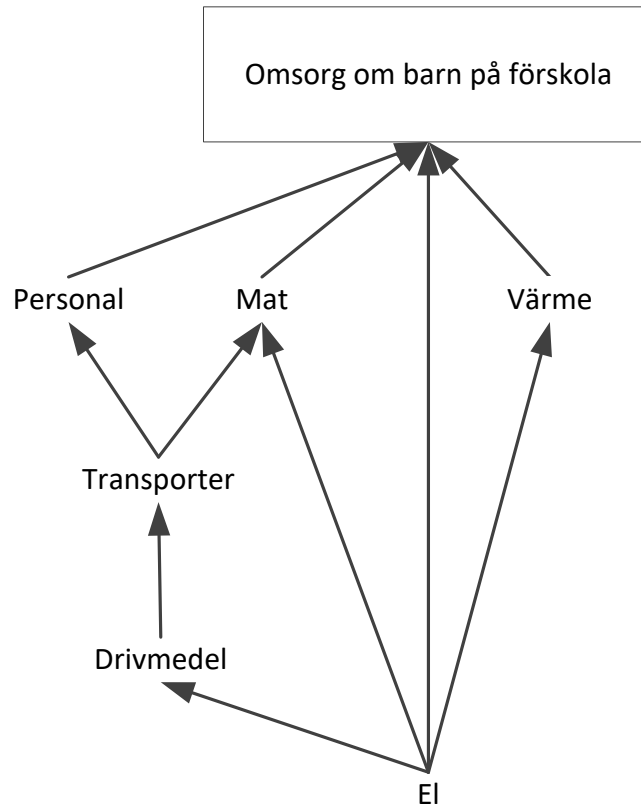 Omsorg om barn på förskola
Personal
Mat
Värme
Transporter
Drivmedel
El